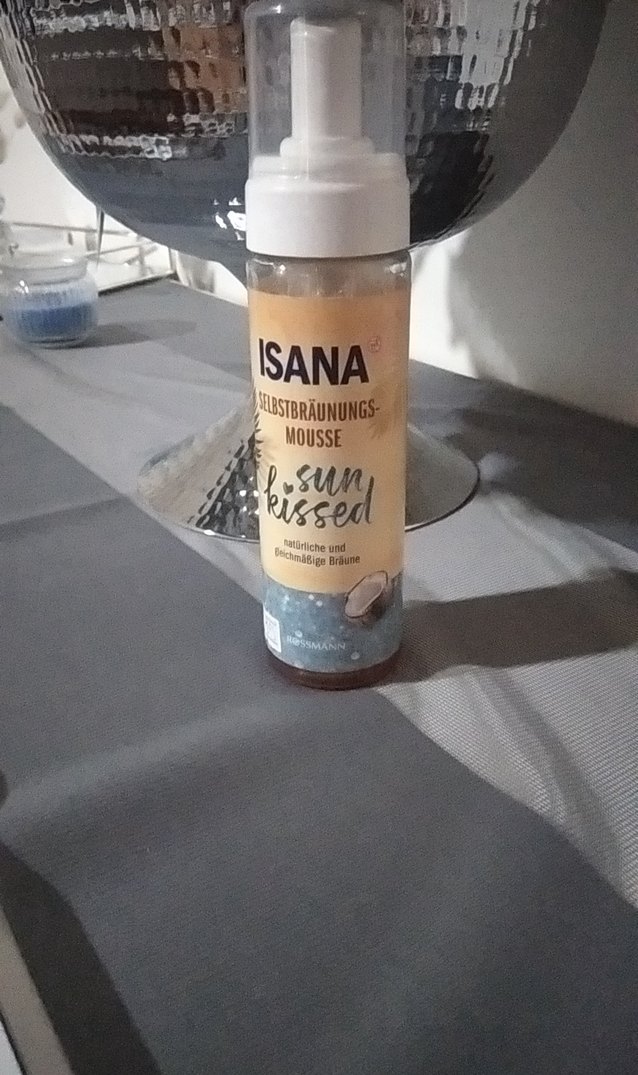 ISANA
SELBSTBRÄUNUNGS-
MOUSSE
sun
kissed
natürliche und
gleichmäßige Bräune
ROSSMANN